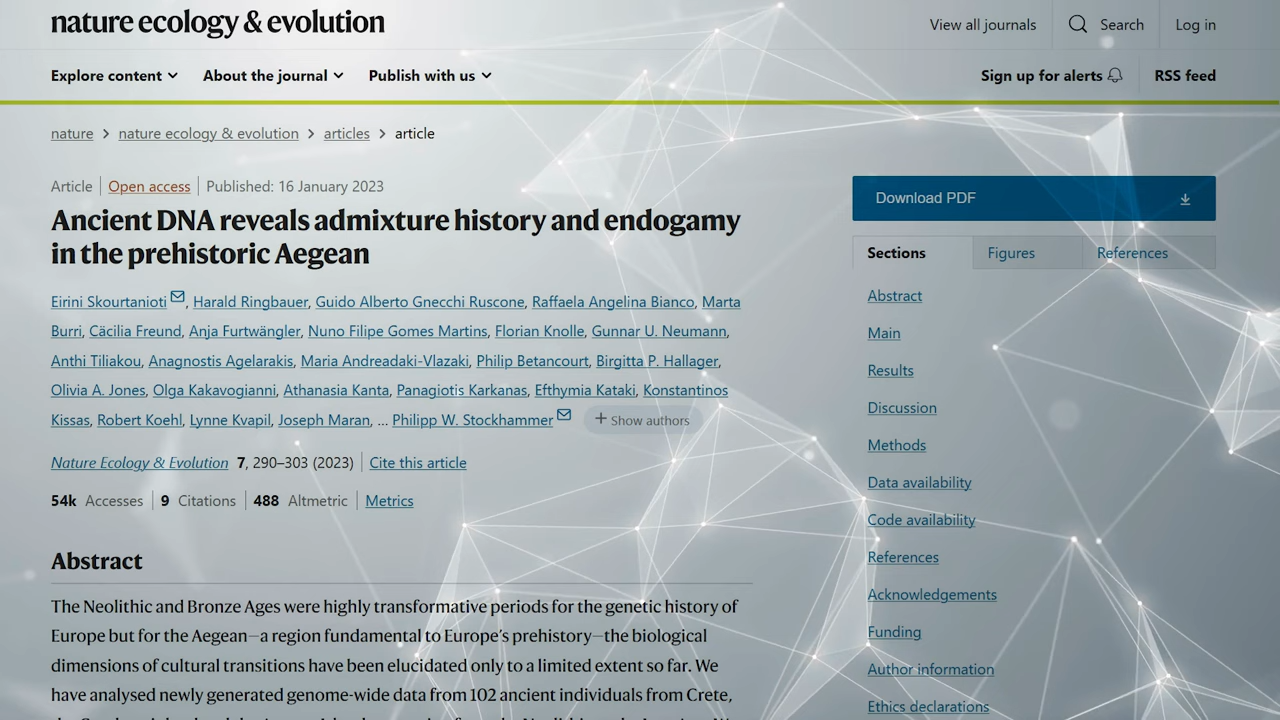 nature ecology & evolution
View all journals
Search
Log in
Explore content
About the journal
Publish with us
Sign up for alerts
RSS feed
nature > nature ecology & evolution > articles > article
Article | Open access | Published: 16 January 2023
Ancient DNA reveals admixture history and endogamy
in the prehistoric Aegean
Eirini Skourtanioti, Harald Ringbauer, Guido Alberto Gnecchi Ruscone, Raffaela Angelina Bianco, Marta
Burri, Cäcilia Freund, Anja Furtwängler, Nuno Filipe Gomes Martins, Florian Knolle, Gunnar U. Neumann,
Anthi Tiliakou, Anagnostis Agelarakis, Maria Andreadaki-Vlazaki, Philip Betancourt, Birgitta P. Hallager,
Olivia A. Jones, Olga Kakavogianni, Athanasia Kanta, Panagiotis Karkanas, Efthymia Kataki, Konstantinos
Kissas, Robert Koehl, Lynne Kvapil, Joseph Maran, ... Philipp W. Stockhammer + Show authors
Nature Ecology & Evolution 7, 290–303 (2023) | Cite this article
54k Accesses | 9 Citations | 488 Altmetric | Metrics
Abstract
The Neolithic and Bronze Ages were highly transformative periods for the genetic history of
Europe but for the Aegean—a region fundamental to Europe's prehistory—the biological
dimensions of cultural transitions have been elucidated only to a limited extent so far. We
have analysed newly generated genome-wide data from 102 ancient individuals from Crete,
Download PDF
Sections
Figures
References
Abstract
Main
Results
Discussion
Methods
Data availability
Code availability
References
Acknowledgements
Funding
Author information
Ethics declarations